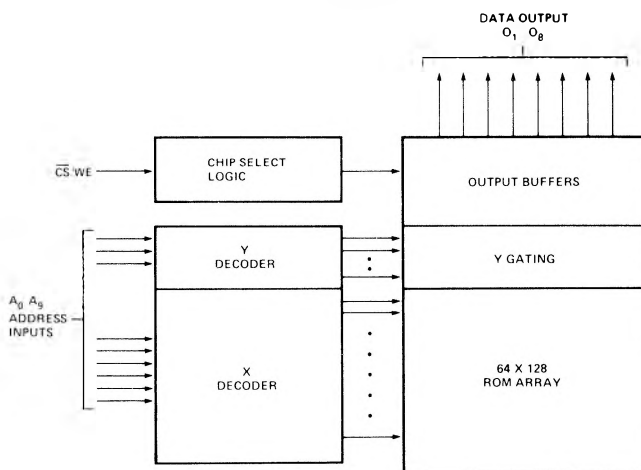 DATA OUTPUT
O1 O8
CS/WE
CHIP SELECT
LOGIC
OUTPUT BUFFERS
Y
DECODER
Y GATING
A0 A9
ADDRESS
INPUTS
X
DECODER
64 X 128
ROM ARRAY